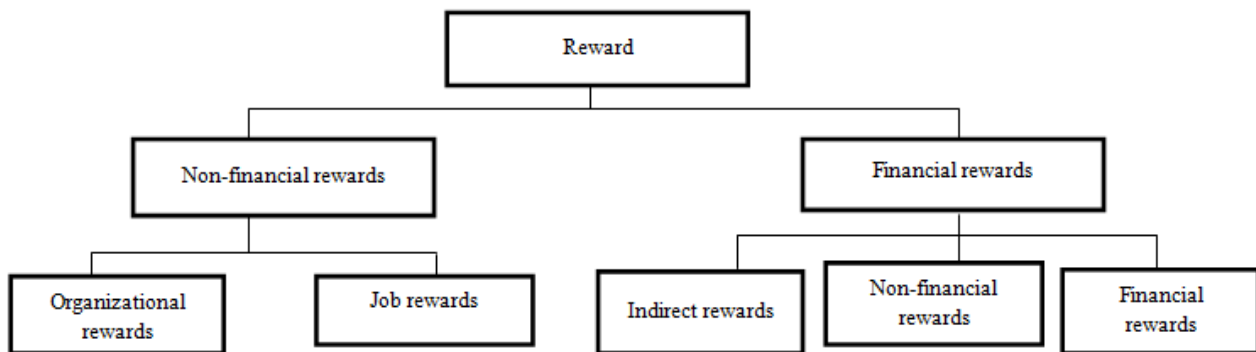 Reward
Non-financial rewards
Financial rewards
Organizational
rewards
Job rewards
Indirect rewards
Non-financial
rewards
Financial
rewards